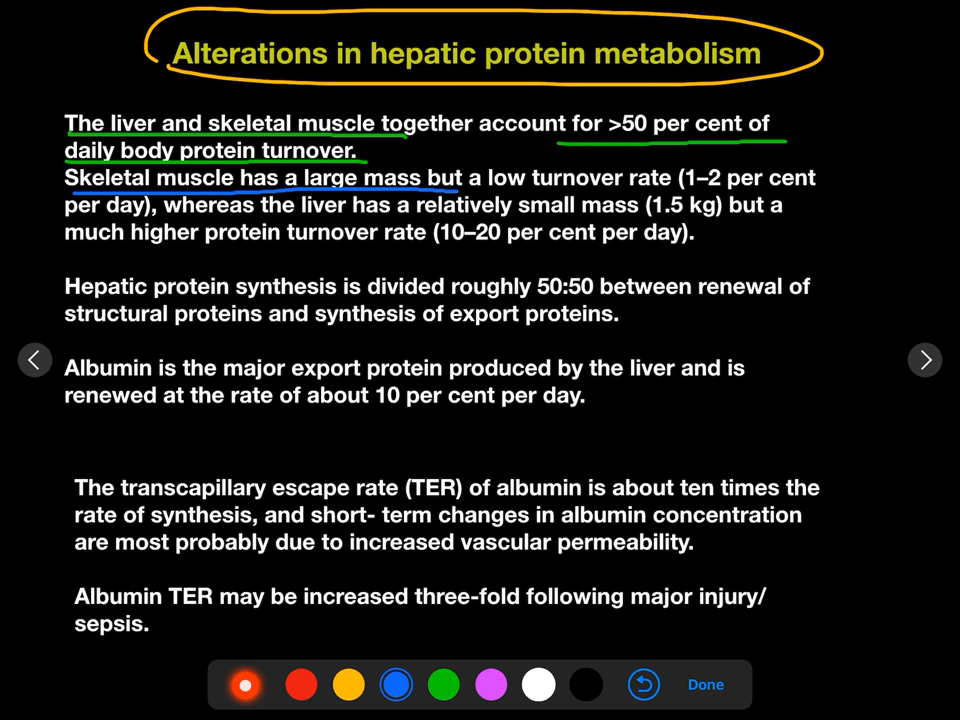 Alterations in hepatic protein metabolism
The liver and skeletal muscle together account for >50 per cent of
daily body protein turnover.
Skeletal muscle has a large mass but a low turnover rate (1–2 per cent
per day), whereas the liver has a relatively small mass (1.5 kg) but a
much higher protein turnover rate (10–20 per cent per day).
Hepatic protein synthesis is divided roughly 50:50 between renewal of
structural proteins and synthesis of export proteins.
Albumin is the major export protein produced by the liver and is
renewed at the rate of about 10 per cent per day.
The transcapillary escape rate (TER) of albumin is about ten times the
rate of synthesis, and short- term changes in albumin concentration
are most probably due to increased vascular permeability.
Albumin TER may be increased three-fold following major injury/
sepsis.
Done